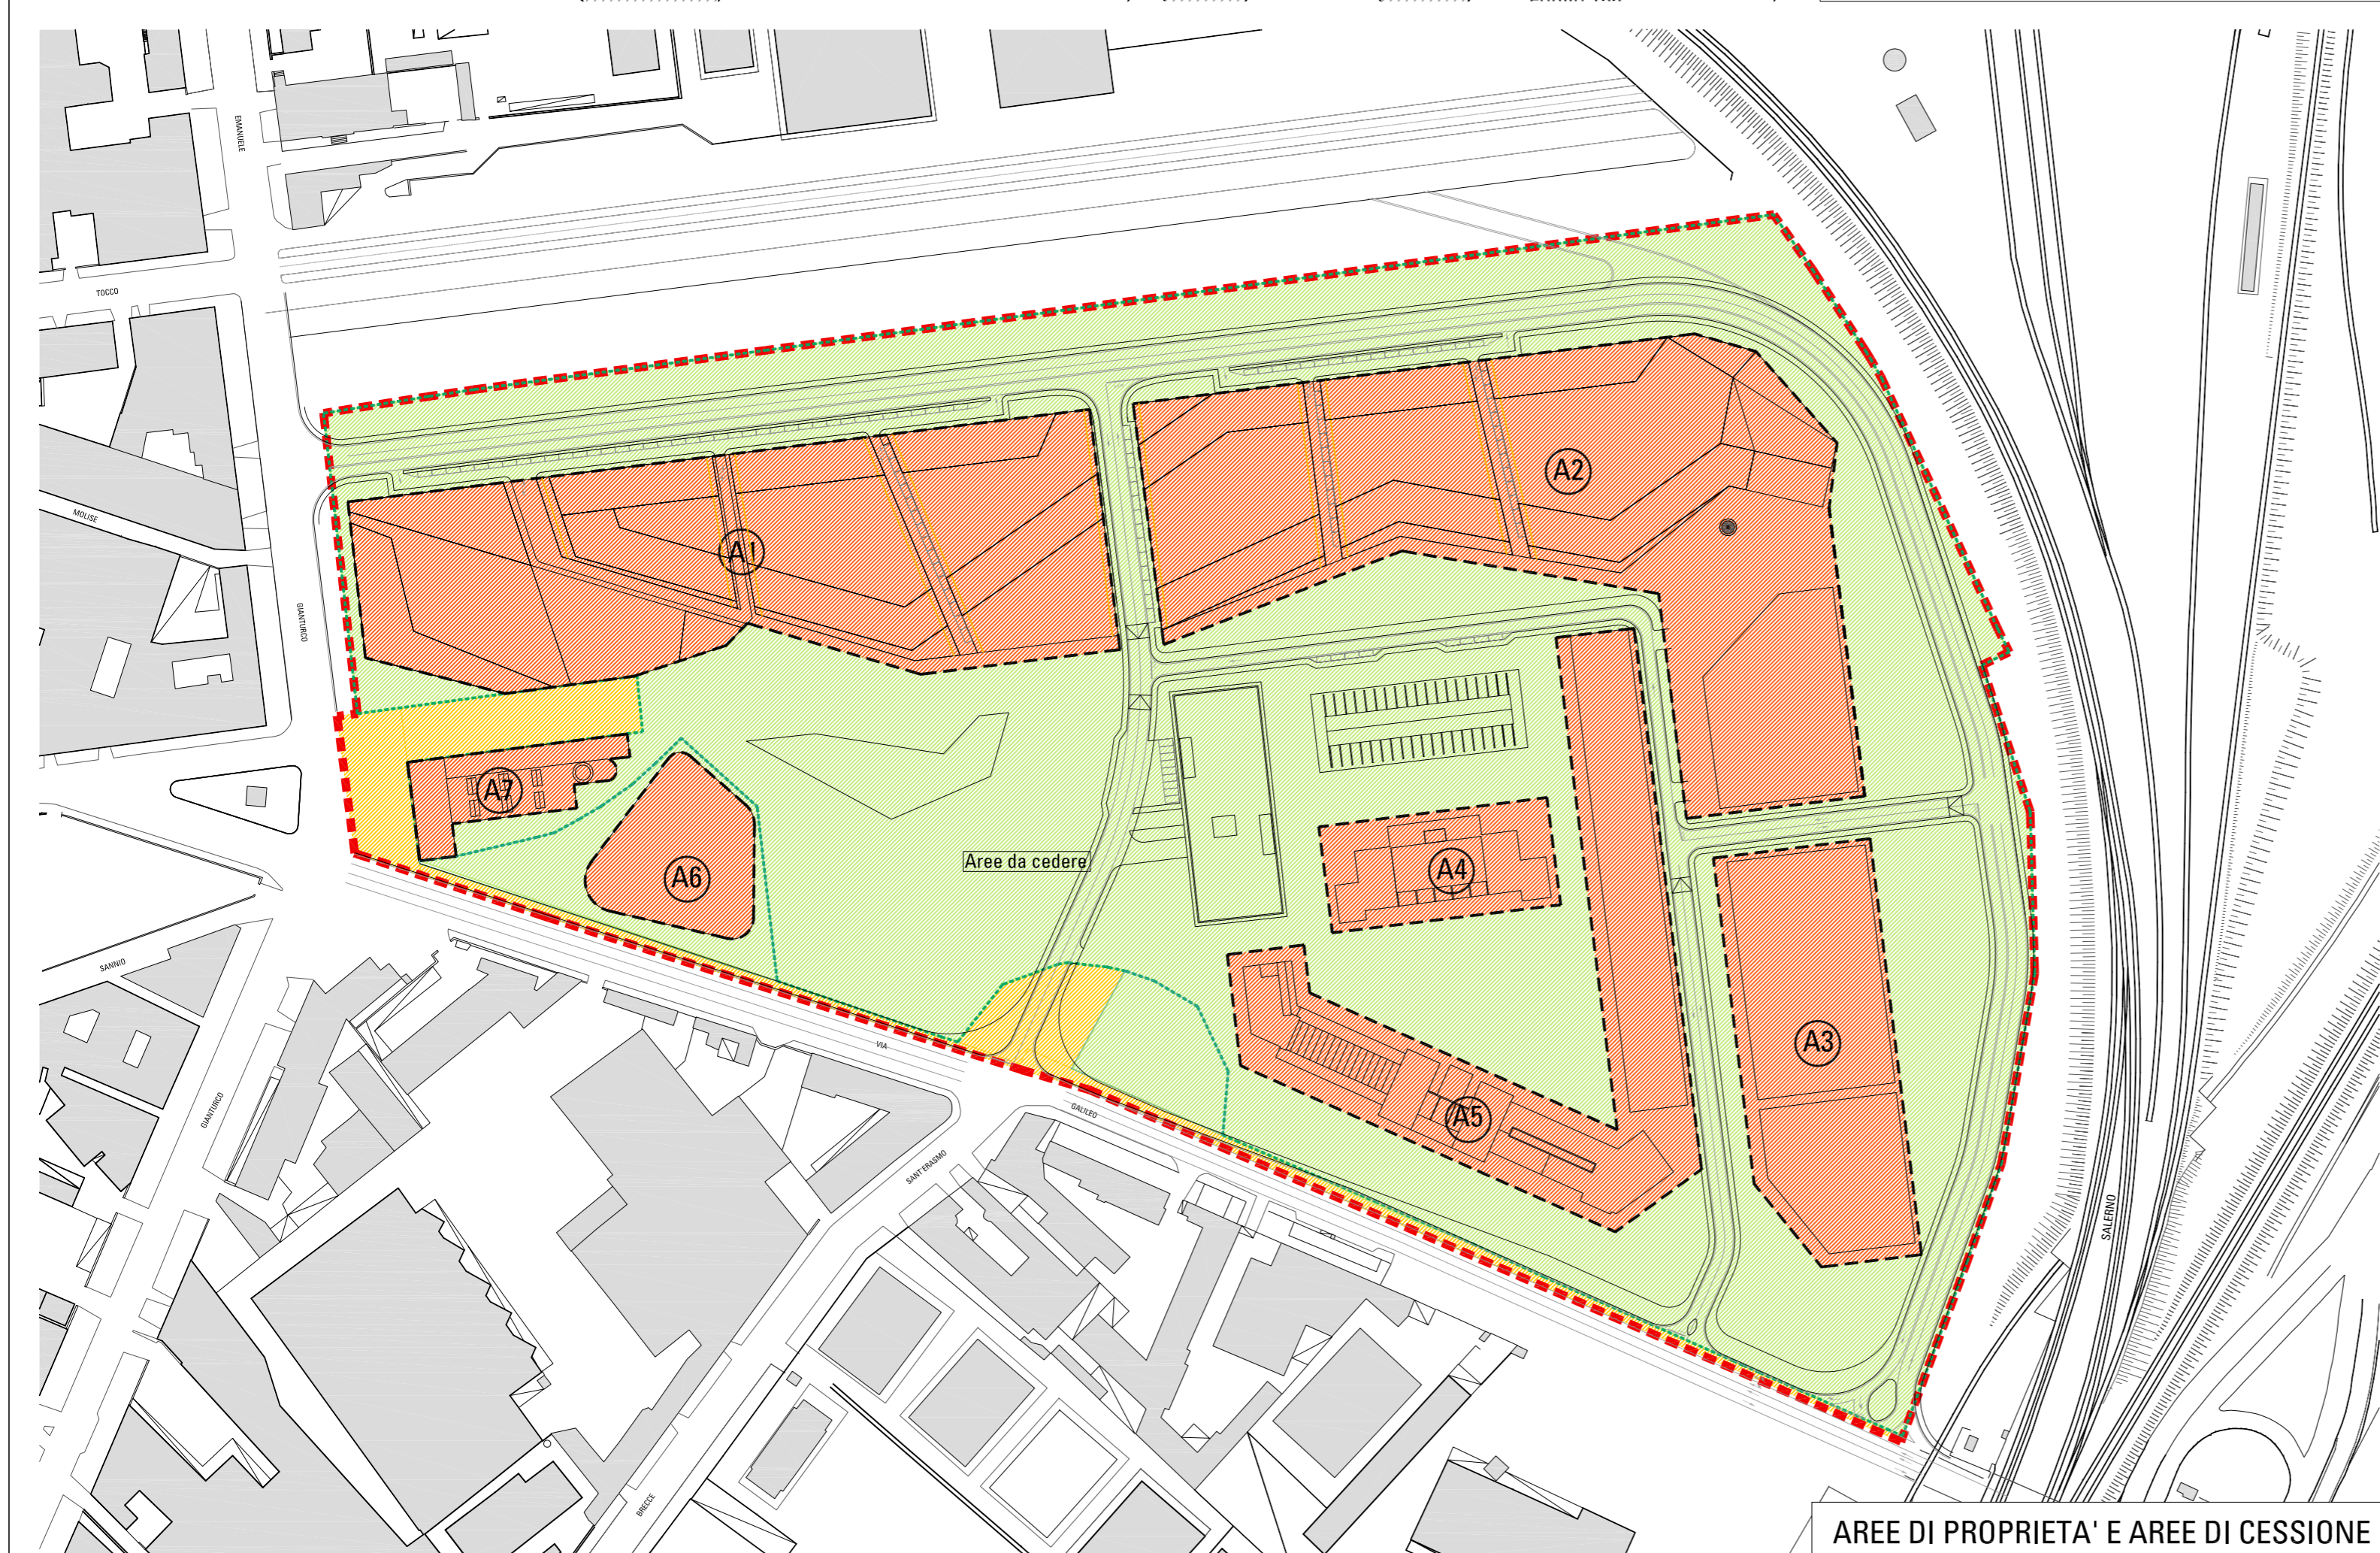 EMANUELE
TOCCO
A2
MOLISE
A1
GIANTURCO
A7
Aree da cedere
A4
A6
SANNIO
VIA
A3
GIANTURCO
GALILEO
A5
SANT'ERASMO
SALERNO
BRECCE
AREE DI PROPRIETA' E AREE DI CESSIONE